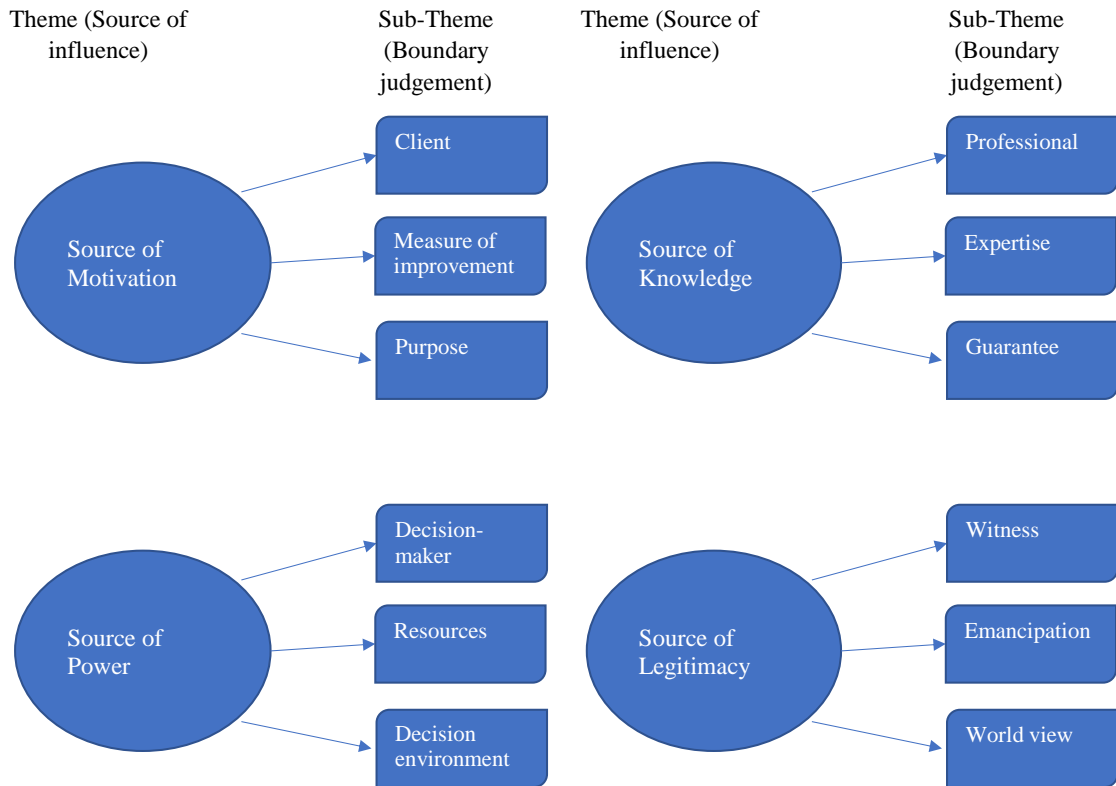 Theme (Source of
influence)
Sub-Theme
(Boundary
judgement)
Theme (Source of
influence)
Sub-Theme
(Boundary
judgement)
Source of
Motivation
Client
Measure of
improvement
Purpose
Source of
Knowledge
Professional
Expertise
Guarantee
Source of
Power
Decision-
maker
Resources
Decision
environment
Source of
Legitimacy
Witness
Emancipation
World view